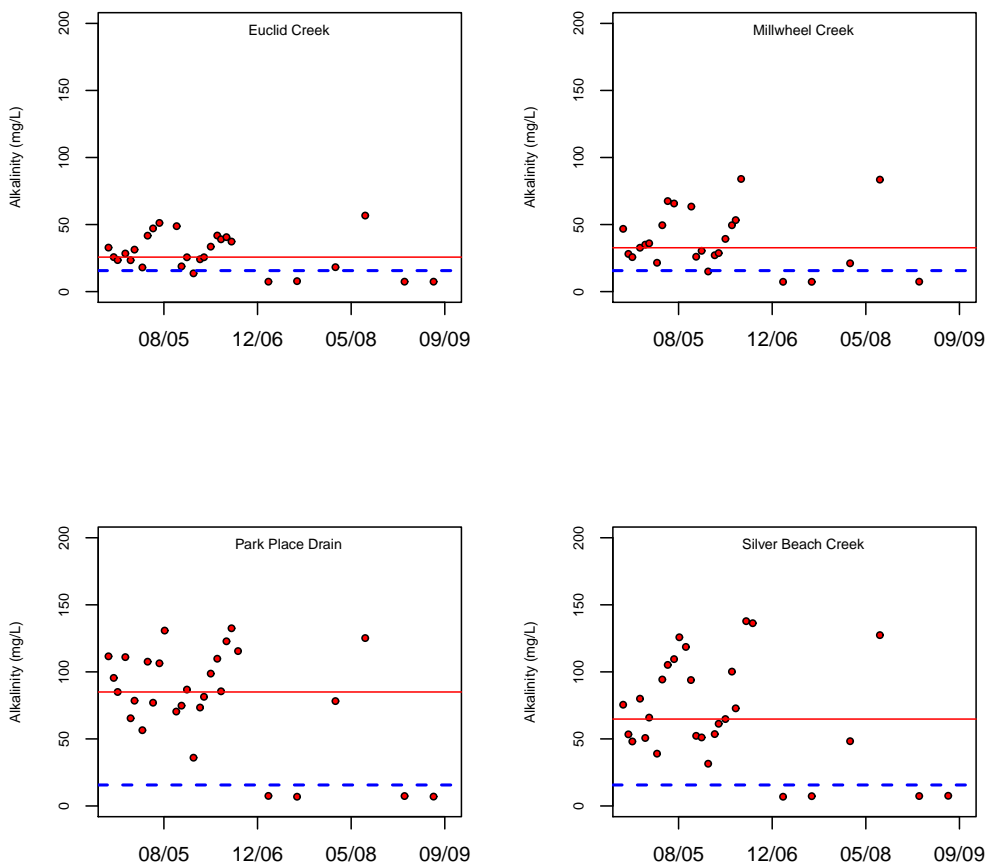 Euclid Creek
Alkalinity (mg/L)
200
150
100
50
0
08/05 12/06 05/08 09/09
Millwheel Creek
Alkalinity (mg/L)
200
150
100
50
0
08/05 12/06 05/08 09/09
Park Place Drain
Alkalinity (mg/L)
200
150
100
50
0
08/05 12/06 05/08 09/09
Silver Beach Creek
Alkalinity (mg/L)
200
150
100
50
0
08/05 12/06 05/08 09/09